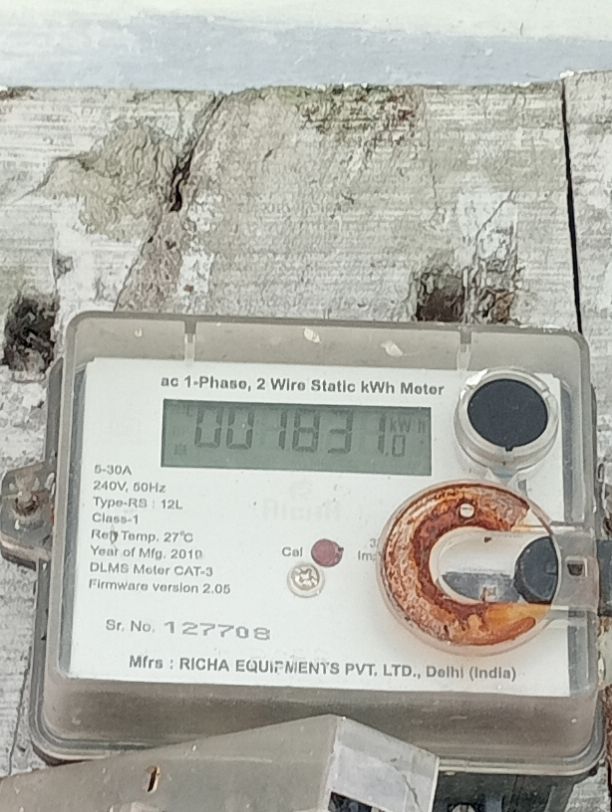 ac 1-Phase, 2 Wire Static kWh Meter
001831.0 kWh
5-30A
240V, 50Hz
Type-RS : 12L
Class-1
Ref Temp. 27°C
Year of Mfg. 2010
DLMS Meter CAT-3
Firmware version 2.05
Cal
Sr. No. 127708
Mfrs : RICHA EQUIPMENTS PVT. LTD., Delhi (India)